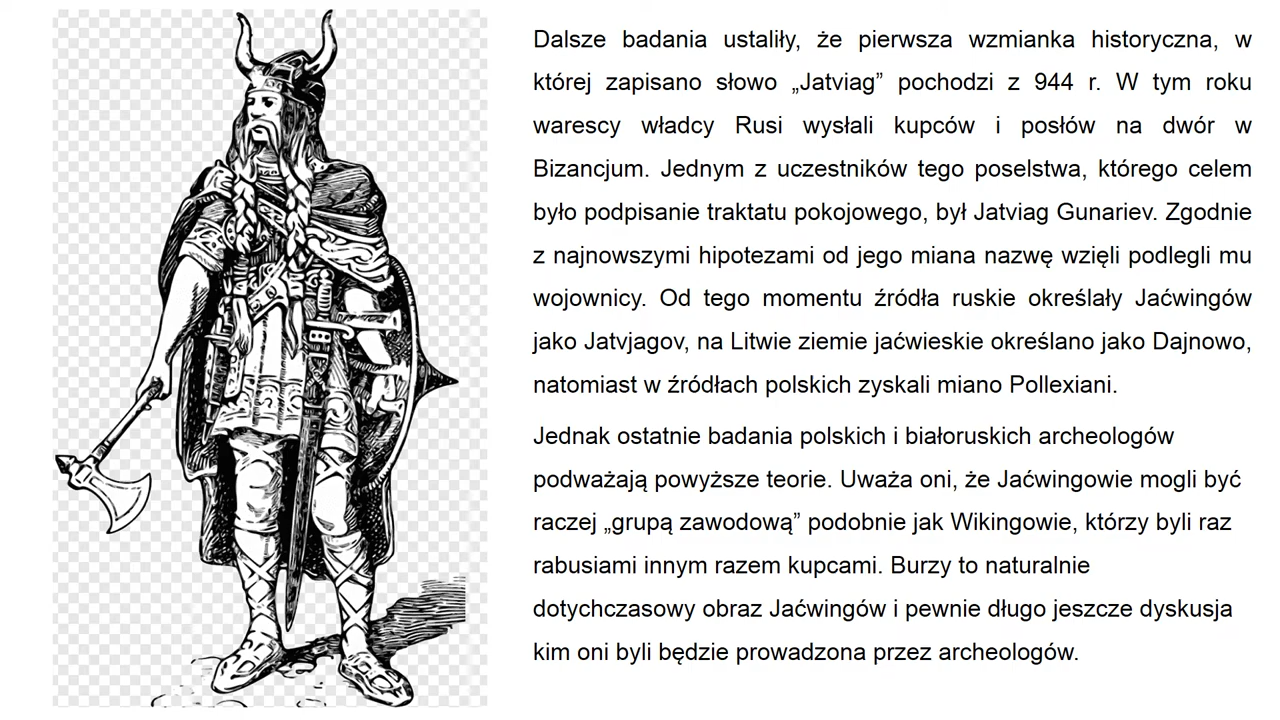 Dalsze badania ustaliły, że pierwsza wzmianka historyczna, w
której zapisano słowo „Jatviag” pochodzi z 944 r. W tym roku
warescy władcy Rusi wysłali kupców i posłów na dwór w
Bizancjum. Jednym z uczestników tego poselstwa, którego celem
było podpisanie traktatu pokojowego, był Jatviag Gunariev. Zgodnie
z najnowszymi hipotezami od jego miana nazwę wzięli podlegli mu
wojownicy. Od tego momentu źródła ruskie określały Jaćwingów
jako Jatvjagov, na Litwie ziemie jaćwieskie określano jako Dajnowo,
natomiast w źródłach polskich zyskali miano Pollexiani.
Jednak ostatnie badania polskich i białoruskich archeologów
podważają powyższe teorie. Uważa oni, że Jaćwingowie mogli być
raczej „grupą zawodową” podobnie jak Wikingowie, którzy byli raz
rabusiami innym razem kupcami. Burzy to naturalnie
dotychczasowy obraz Jaćwingów i pewnie długo jeszcze dyskusja
kim oni byli będzie prowadzona przez archeologów.